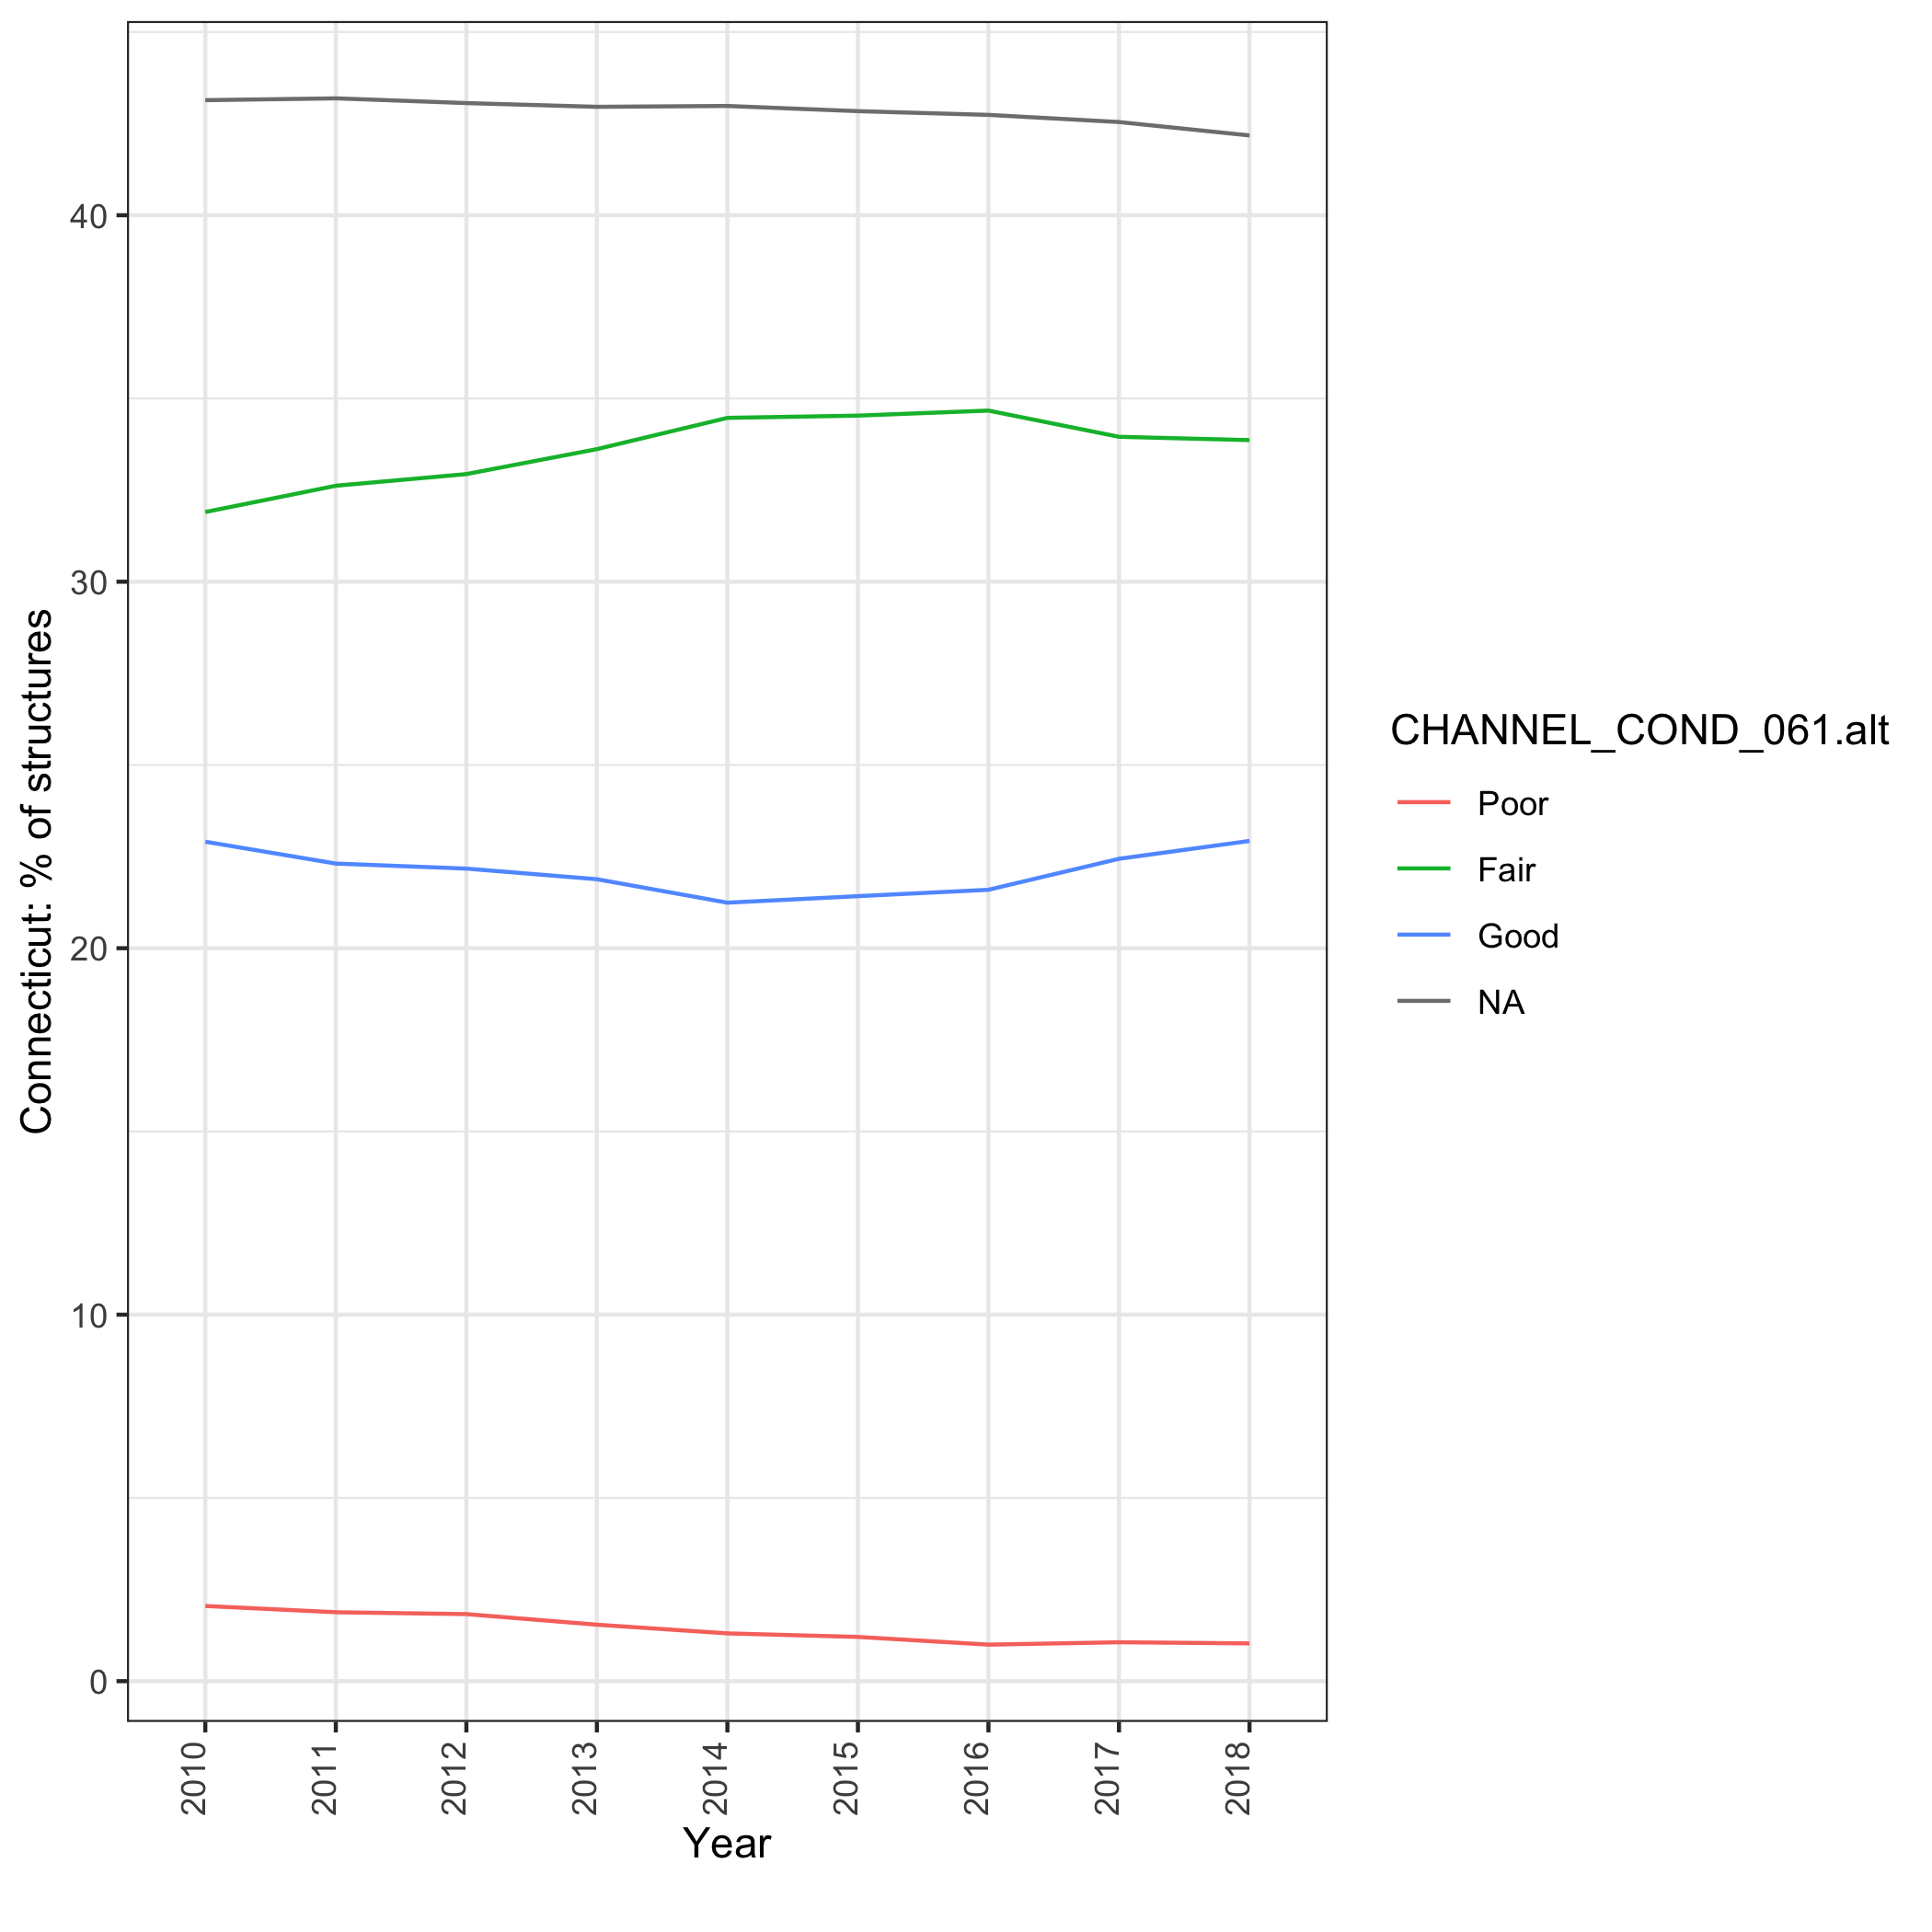 Connecticut: % of structures
40
30
20
10
0
2010
2011
2012
2013
2014
2015
2016
2017
2018
Year
CHANNEL_COND_061.alt
Poor
Fair
Good
NA